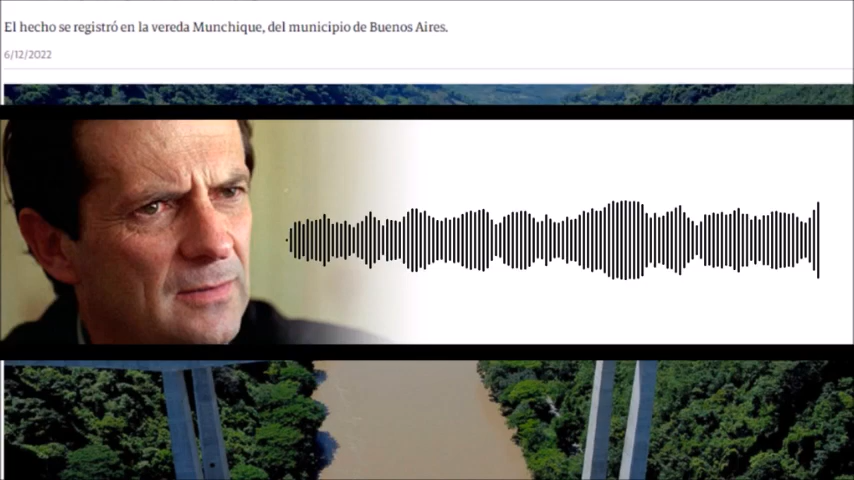 El hecho se registró en la vereda Munchique, del municipio de Buenos Aires.
6/12/2022